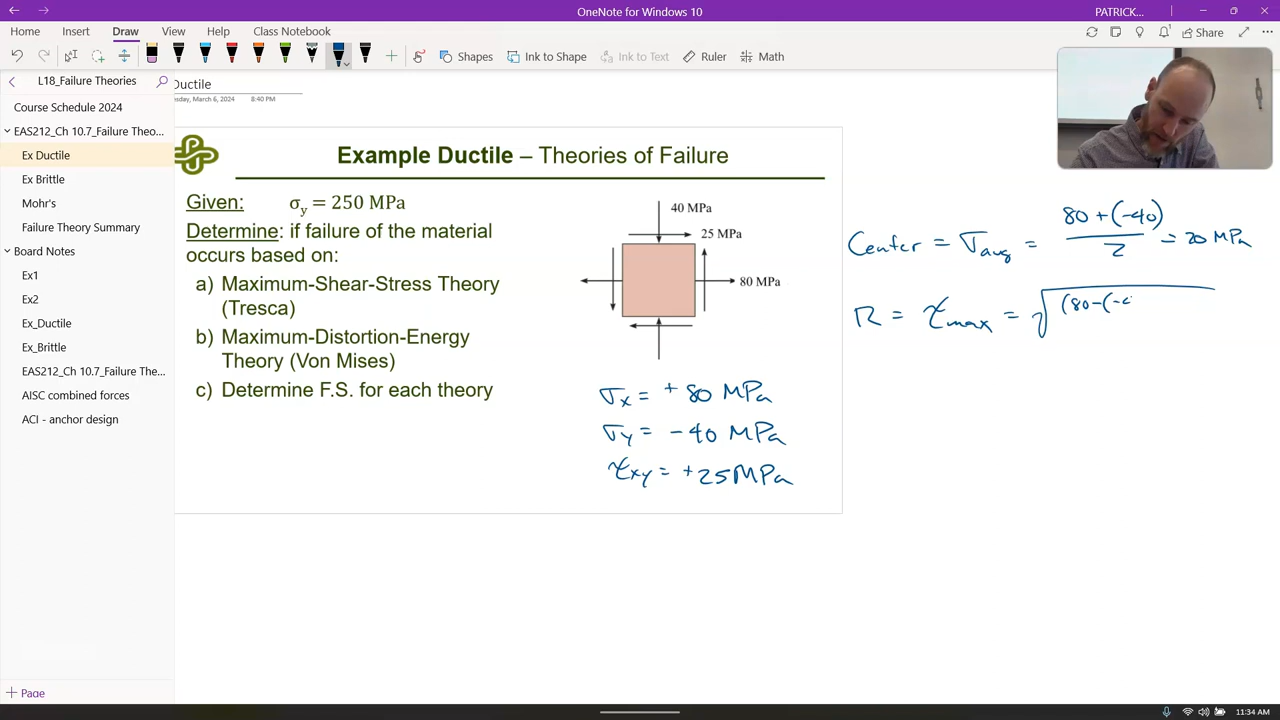 OneNote for Windows 10
PATRICK...
Home Insert Draw View Help Class Notebook
Share
Shapes Ink to Shape Ink to Text Ruler Math
L18_Failure Theories
Course Schedule 2024
EAS212_Ch 10.7_Failure Theo...
Ex Ductile
Ex Brittle
Mohr's
Failure Theory Summary
Board Notes
Ex1
Ex2
Ex_Ductile
Ex_Brittle
EAS212_Ch 10.7_Failure The...
AISC combined forces
ACI - anchor design
+ Page
Ductile
sday, March 6, 2024 8:40 PM
Example Ductile – Theories of Failure
Given: σy = 250 MPa
Determine: if failure of the material
occurs based on:
a) Maximum-Shear-Stress Theory
(Tresca)
b) Maximum-Distortion-Energy
Theory (Von Mises)
c) Determine F.S. for each theory
40 MPa
25 MPa
80 MPa
σx = +80 MPa
σy = -40 MPa
τxy = +25MPa
Center = σavg = 80+(-40) / 2 = 20 MPa
R = τmax = √(80-(-
11:34 AM